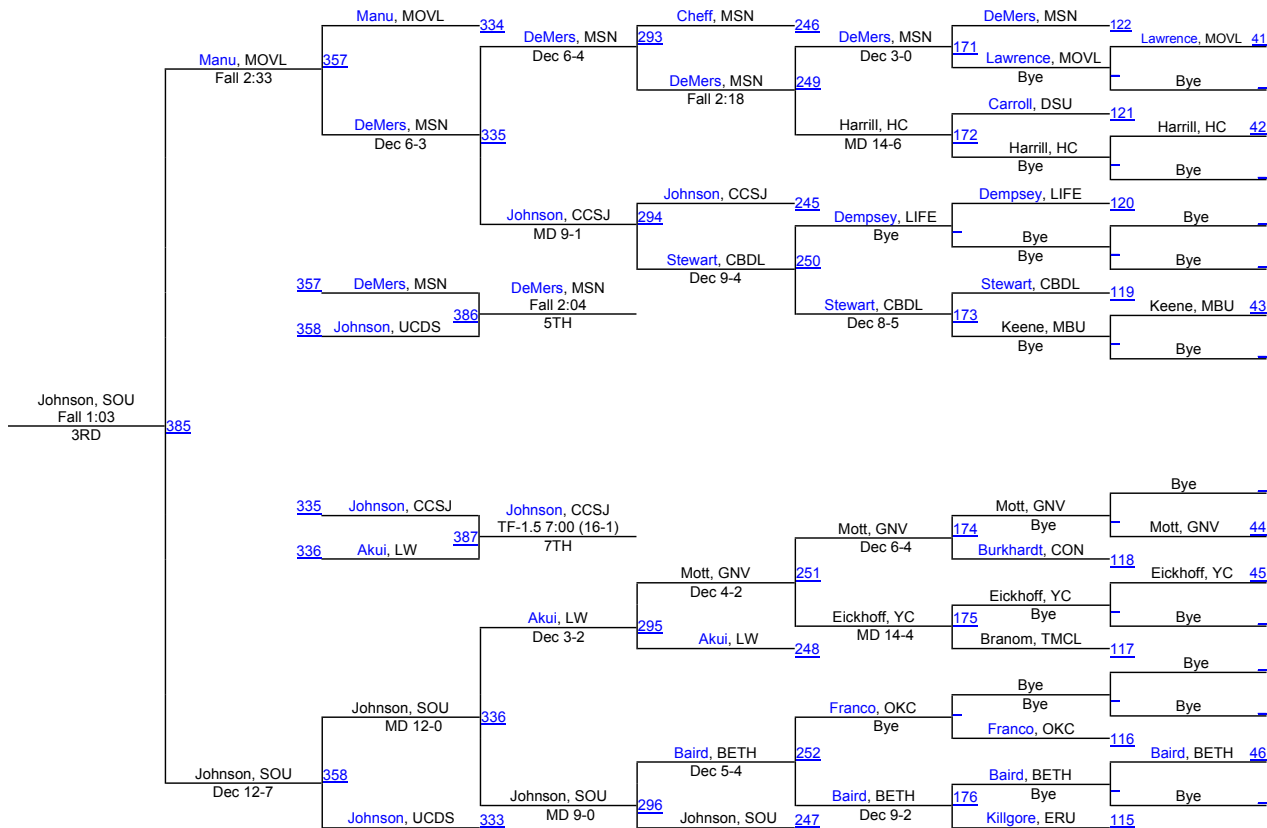 Manu, MOVL
334
Cheff, MSN
246
DeMers, MSN
122
Lawrence, MOVL 41
DeMers, MSN
293
Dec 6-4
DeMers, MSN
171
Dec 3-0
Lawrence, MOVL
Bye
Manu, MOVL
357
Fall 2:33
DeMers, MSN
249
Fall 2:18
Bye
Carroll, DSU
121
DeMers, MSN
335
Dec 6-3
Harrill, HC
172
MD 14-6
Harrill, HC 42
Harrill, HC
Bye
Bye
Johnson, CCSJ
294
MD 9-1
Johnson, CCSJ
245
Dempsey, LIFE
Bye
Dempsey, LIFE
120
Bye
Bye
Bye
Bye
Stewart, CBDL
250
Dec 9-4
357 DeMers, MSN
386
358 Johnson, UCDS
DeMers, MSN
Fall 2:04
5TH
Stewart, CBDL
173
Dec 8-5
Stewart, CBDL
119
Keene, MBU 43
Keene, MBU
Bye
Bye
Johnson, SOU
Fall 1:03
3RD
385
335 Johnson, CCSJ
387
336 Akui, LW
Johnson, CCSJ
TF-1.5 7:00 (16-1)
7TH
Bye
Mott, GNV
Bye
Mott, GNV 44
Mott, GNV
174
Dec 6-4
Burkhardt, CON
118
Mott, GNV
251
Dec 4-2
Eickhoff, YC 45
Eickhoff, YC
Bye
Bye
Akui, LW
295
Dec 3-2
Eickhoff, YC
175
MD 14-4
Akui, LW
248
Branom, TMCL
117
Bye
Bye
Bye
Bye
Johnson, SOU
336
MD 12-0
Franco, OKC
Bye
Franco, OKC
116
Baird, BETH
252
Dec 5-4
Baird, BETH 46
Johnson, SOU
358
Dec 12-7
Baird, BETH
Bye
Bye
Johnson, SOU
296
MD 9-0
Baird, BETH
176
Dec 9-2
Johnson, UCDS
333
Johnson, SOU
247
Killgore, ERU
115